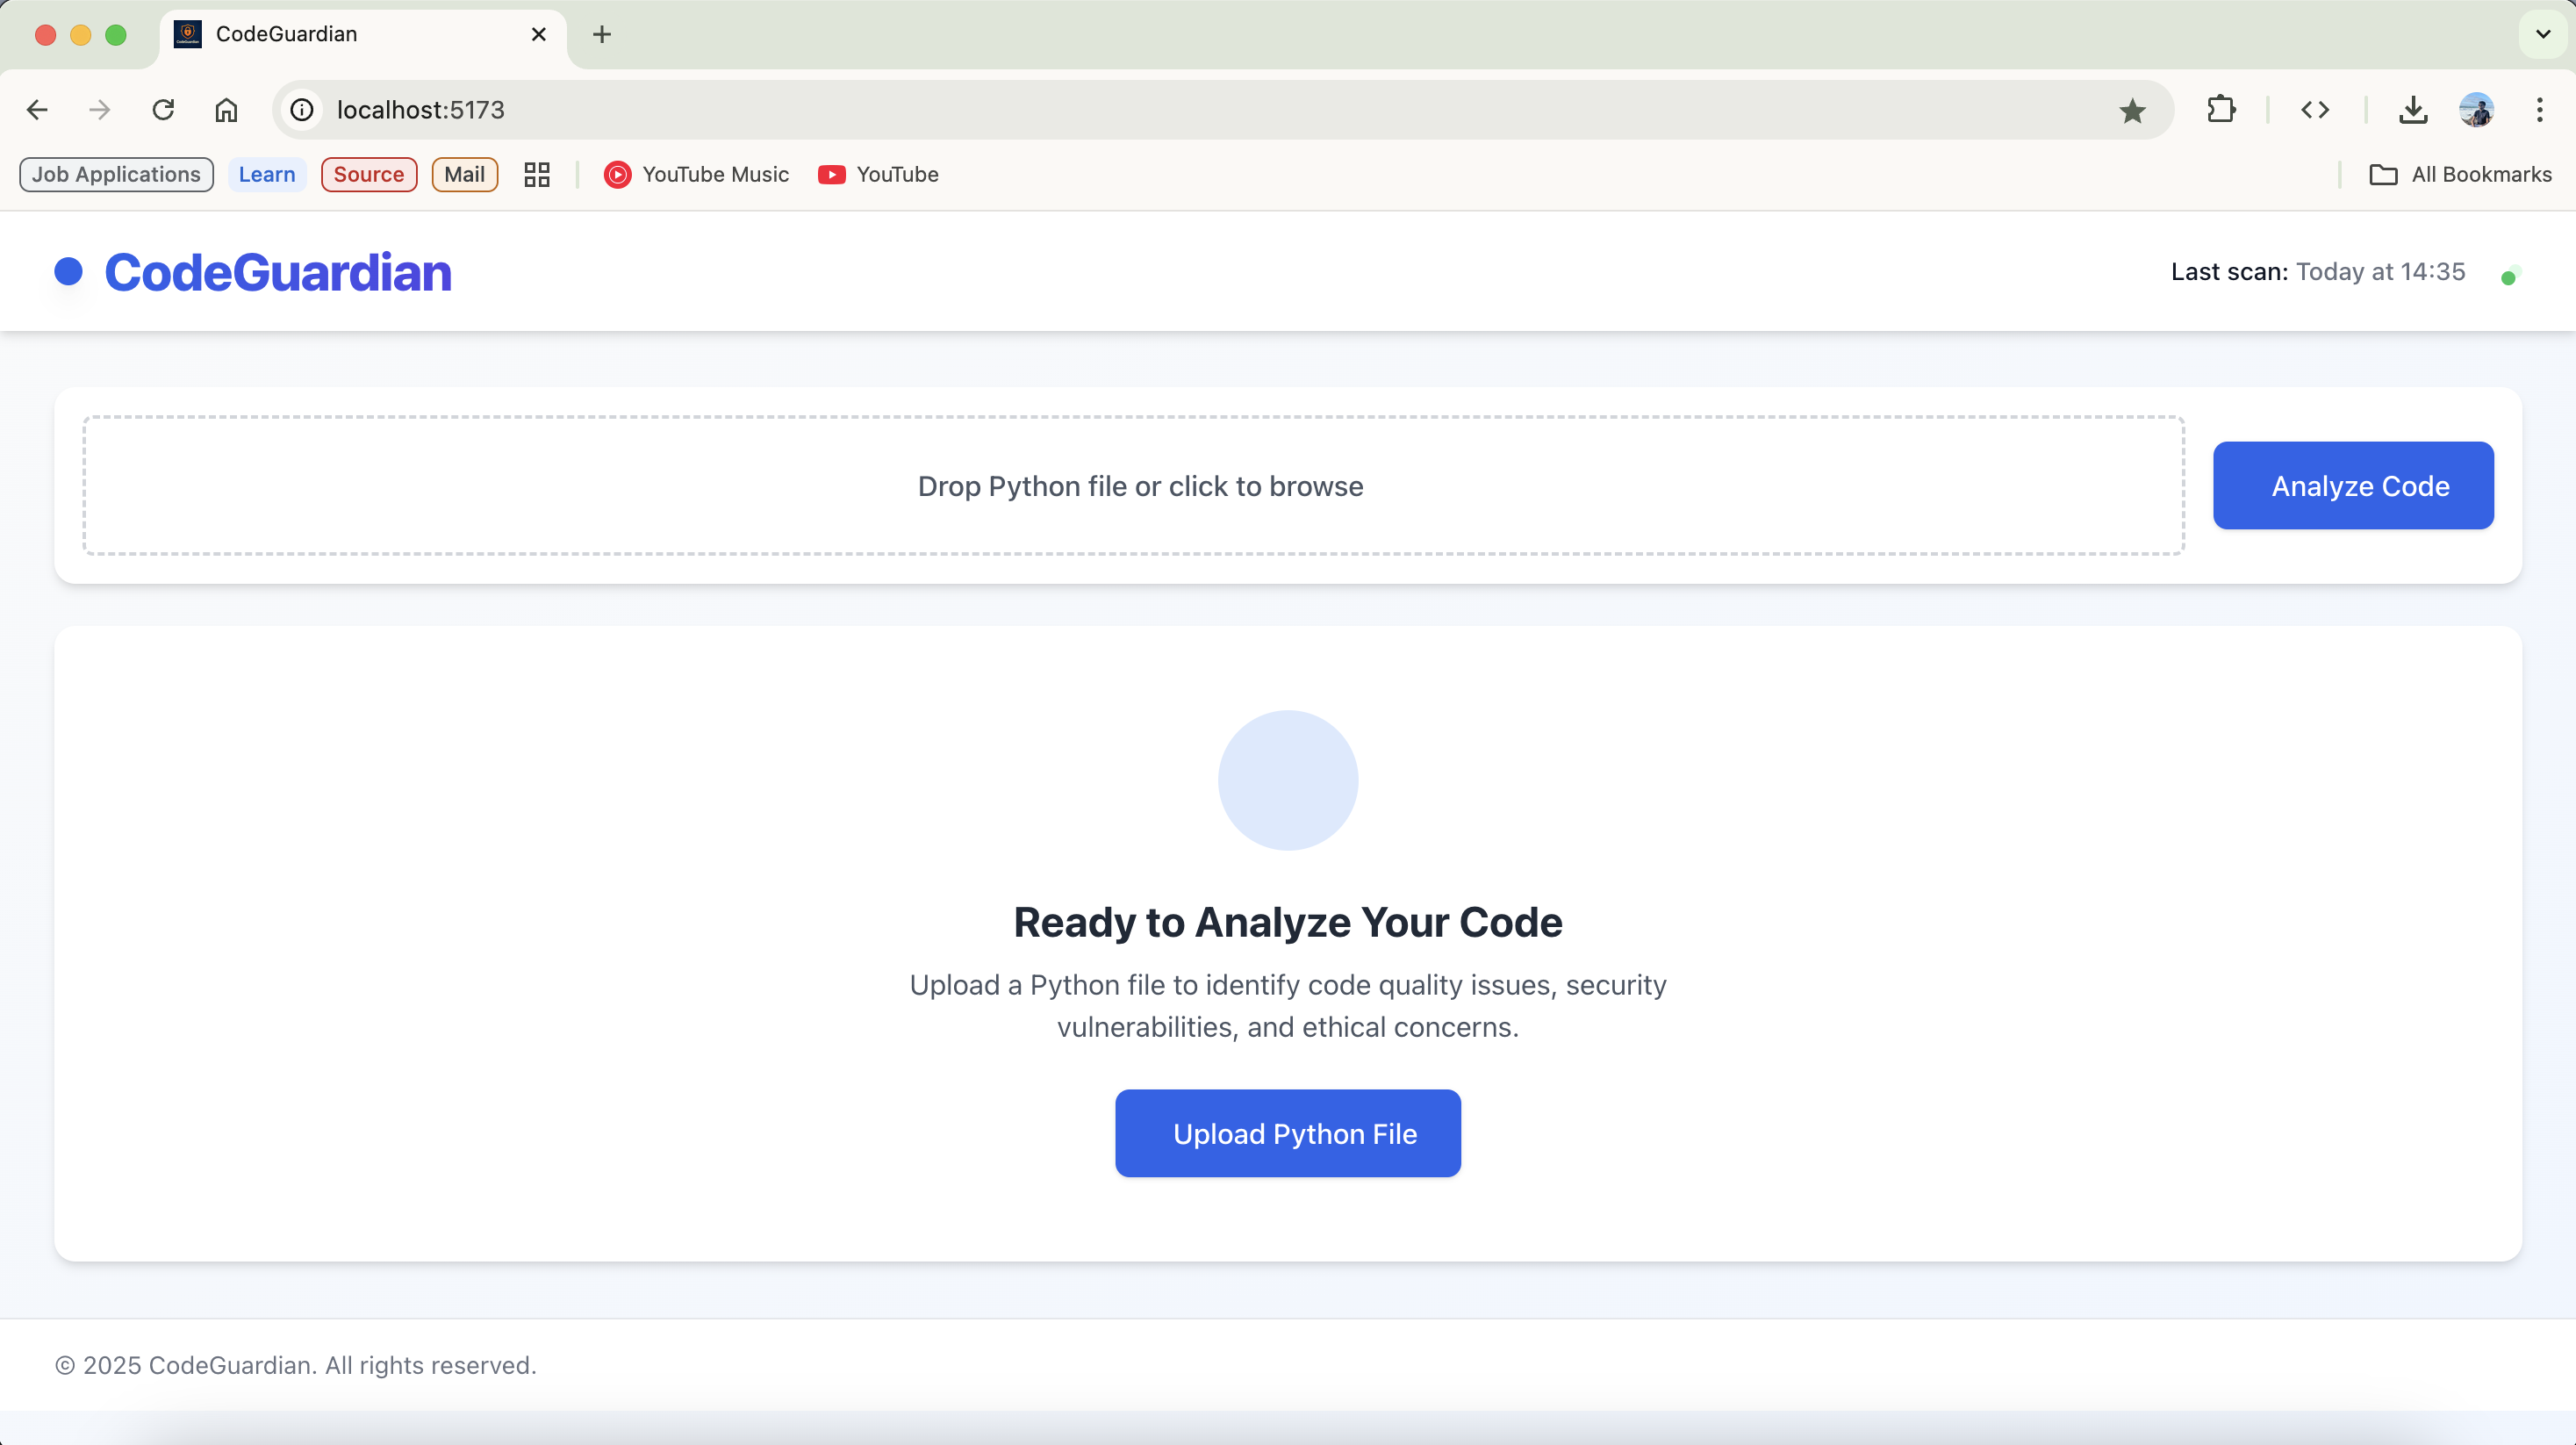 CodeGuardian
localhost:5173
Job Applications Learn Source Mail YouTube Music YouTube All Bookmarks
CodeGuardian
Last scan: Today at 14:35
Drop Python file or click to browse
Analyze Code
Ready to Analyze Your Code
Upload a Python file to identify code quality issues, security
vulnerabilities, and ethical concerns.
Upload Python File
© 2025 CodeGuardian. All rights reserved.